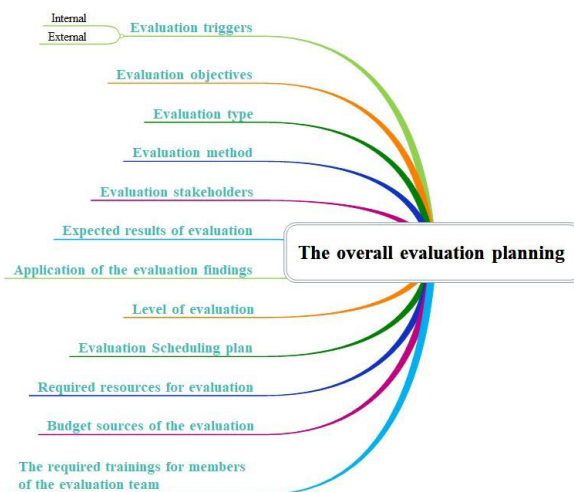 Internal
External
Evaluation triggers
Evaluation objectives
Evaluation type
Evaluation method
Evaluation stakeholders
Expected results of evaluation
The overall evaluation planning
Application of the evaluation findings
Level of evaluation
Evaluation Scheduling plan
Required resources for evaluation
Budget sources of the evaluation
The required trainings for members
of the evaluation team